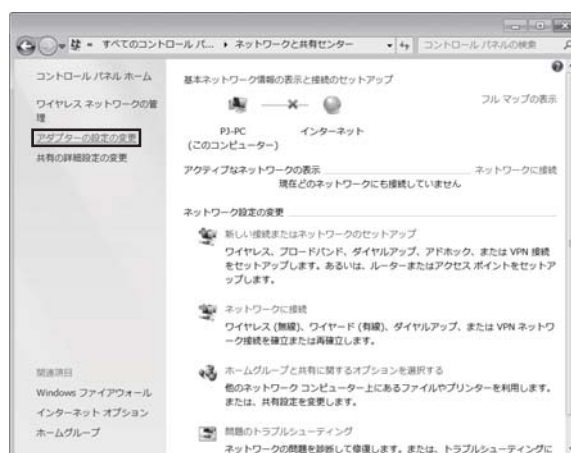 すべてのコントロール パ... ▸ ネットワークと共有センター
コントロール パネルの検索
コントロール パネル ホーム
ワイヤレス ネットワークの管
理
アダプターの設定の変更
共有の詳細設定の変更
関連項目
Windows ファイアウォール
インターネット オプション
ホームグループ
基本ネットワーク情報の表示と接続のセットアップ
フル マップの表示
PJ-PC
(このコンピューター)
インターネット
アクティブなネットワークの表示
ネットワークに接続
現在どのネットワークにも接続していません
ネットワーク設定の変更
新しい接続またはネットワークのセットアップ
ワイヤレス、ブロードバンド、ダイヤルアップ、アドホック、または VPN 接続
をセットアップします。あるいは、ルーターまたはアクセス ポイントをセットア
ップします。
ネットワークに接続
ワイヤレス (無線)、ワイヤード (有線)、ダイヤルアップ、または VPN ネットワ
ーク接続を確立または再確立します。
ホームグループと共有に関するオプションを選択する
他のネットワーク コンピューター上にあるファイルやプリンターを利用します。
または、共有設定を変更します。
問題のトラブルシューティング
ネットワークの問題を診断して修復します。または、トラブルシューティングに